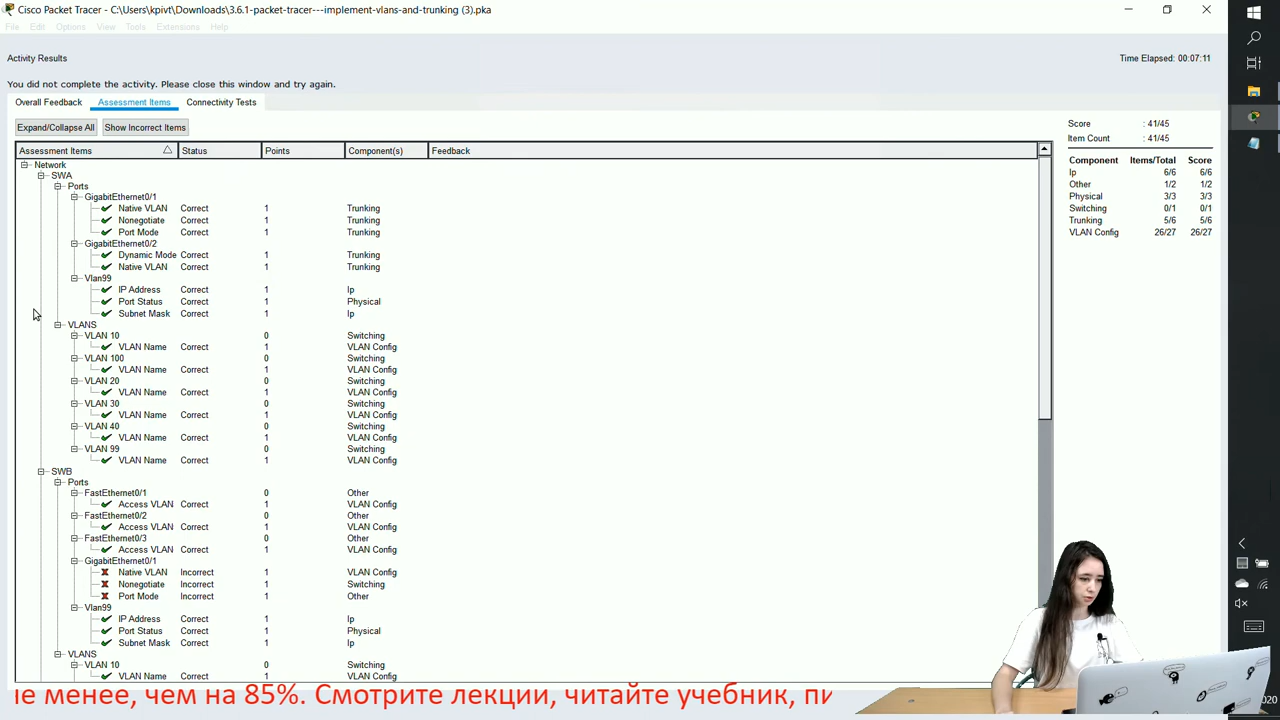 Cisco Packet Tracer - C:\Users\kpivt\Downloads\3.6.1-packet-tracer---implement-vlans-and-trunking (3).pka
File Edit Options View Tools Extensions Help
Activity Results
Time Elapsed: 00:07:11
You did not complete the activity. Please close this window and try again.
Overall Feedback Assessment Items Connectivity Tests
Expand/Collapse All Show Incorrect Items
Score : 41/45
Item Count : 41/45
Component Items/Total Score
Ip 6/6 6/6
Other 1/2 1/2
Physical 3/3 3/3
Switching 0/1 0/1
Trunking 5/6 5/6
VLAN Config 26/27 26/27
Assessment Items Status Points Component(s) Feedback
Network
SWA
Ports
GigabitEthernet0/1
Native VLAN Correct 1 Trunking
Nonegotiate Correct 1 Trunking
Port Mode Correct 1 Trunking
GigabitEthernet0/2
Dynamic Mode Correct 1 Trunking
Native VLAN Correct 1 Trunking
Vlan99
IP Address Correct 1 Ip
Port Status Correct 1 Physical
Subnet Mask Correct 1 Ip
VLANS
VLAN 10 0 Switching
VLAN Name Correct 1 VLAN Config
VLAN 100 0 Switching
VLAN Name Correct 1 VLAN Config
VLAN 20 0 Switching
VLAN Name Correct 1 VLAN Config
VLAN 30 0 Switching
VLAN Name Correct 1 VLAN Config
VLAN 40 0 Switching
VLAN Name Correct 1 VLAN Config
VLAN 99 0 Switching
VLAN Name Correct 1 VLAN Config
SWB
Ports
FastEthernet0/1 0 Other
Access VLAN Correct 1 VLAN Config
FastEthernet0/2 0 Other
Access VLAN Correct 1 VLAN Config
FastEthernet0/3 0 Other
Access VLAN Correct 1 VLAN Config
GigabitEthernet0/1
Native VLAN Incorrect 1 VLAN Config
Nonegotiate Incorrect 1 Switching
Port Mode Incorrect 1 Other
Vlan99
IP Address Correct 1 Ip
Port Status Correct 1 Physical
Subnet Mask Correct 1 Ip
VLANS
VLAN 10 0 Switching
VLAN Name Correct 1 VLAN Config
менее, чем на 85%. Смотрите лекции, читайте учебник,